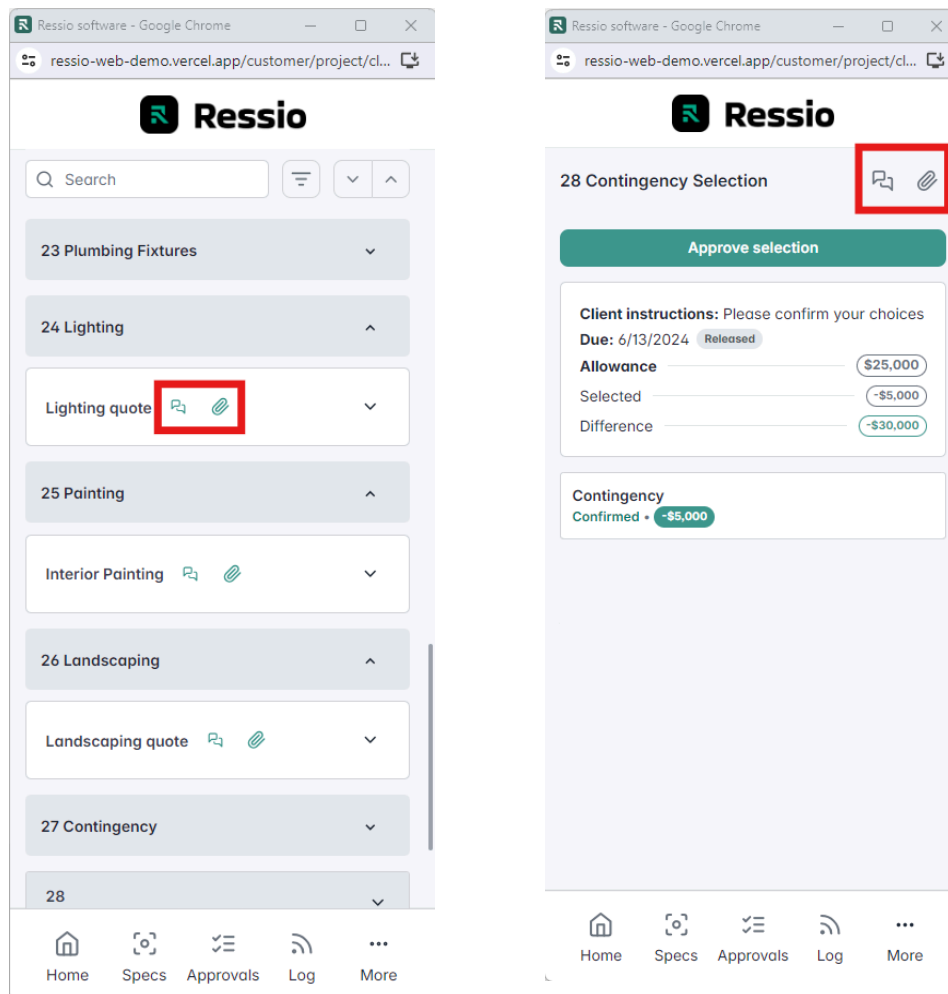 Ressio software - Google Chrome
ressio-web-demo.vercel.app/customer/project/cl...
Ressio
Search
23 Plumbing Fixtures
24 Lighting
Lighting quote
25 Painting
Interior Painting
26 Landscaping
Landscaping quote
27 Contingency
28
Home Specs Approvals Log More
Ressio software - Google Chrome
ressio-web-demo.vercel.app/customer/project/cl...
Ressio
28 Contingency Selection
Approve selection
Client instructions: Please confirm your choices
Due: 6/13/2024 Released
Allowance $25,000
Selected -$5,000
Difference -$30,000
Contingency
Confirmed • -$5,000
Home Specs Approvals Log More